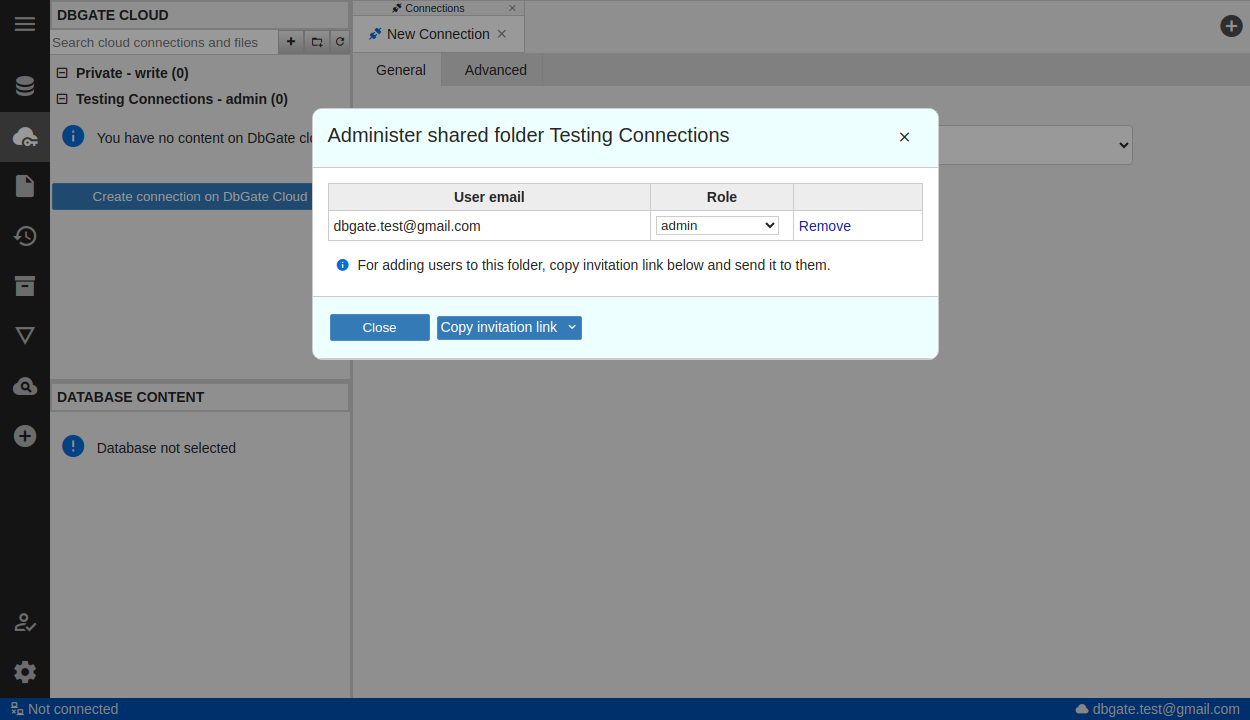 DBGATE CLOUD
Search cloud connections and files
Private - write (0)
Testing Connections - admin (0)
You have no content on DbGate clo
Create connection on DbGate Cloud
DATABASE CONTENT
Database not selected
Connections
New Connection
General
Advanced
Administer shared folder Testing Connections
User email
Role
dbgate.test@gmail.com
admin
Remove
For adding users to this folder, copy invitation link below and send it to them.
Close
Copy invitation link
Not connected
dbgate.test@gmail.com